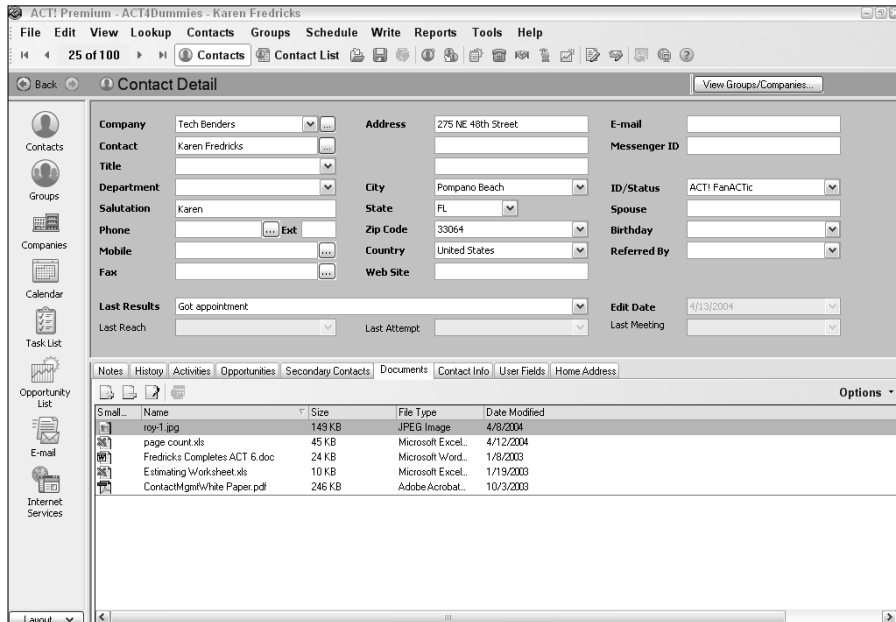 ACT! Premium - ACT4Dummies - Karen Fredricks
File Edit View Lookup Contacts Groups Schedule Write Reports Tools Help
25 of 100 Contacts Contact List
Back Contact Detail View Groups/Companies...
Contacts
Groups
Companies
Calendar
Task List
Opportunity List
E-mail
Internet Services
Layout
Company Tech Benders Address 275 NE 48th Street E-mail
Contact Karen Fredricks Messenger ID
Title
Department City Pompano Beach ID/Status ACT! FanACTic
Salutation Karen State FL Spouse
Phone Ext Zip Code 33064 Birthday
Mobile Country United States Referred By
Fax Web Site
Last Results Got appointment Edit Date 4/13/2004
Last Reach Last Attempt Last Meeting
Notes History Activities Opportunities Secondary Contacts Documents Contact Info User Fields Home Address
Options
Small... Name Size File Type Date Modified
roy-1.jpg 149 KB JPEG Image 4/8/2004
page count.xls 45 KB Microsoft Excel... 4/12/2004
Fredricks Completes ACT 6.doc 24 KB Microsoft Word... 1/8/2003
Estimating Worksheet.xls 10 KB Microsoft Excel... 1/19/2003
ContactMgmtWhite Paper.pdf 246 KB Adobe Acrobat... 10/3/2003